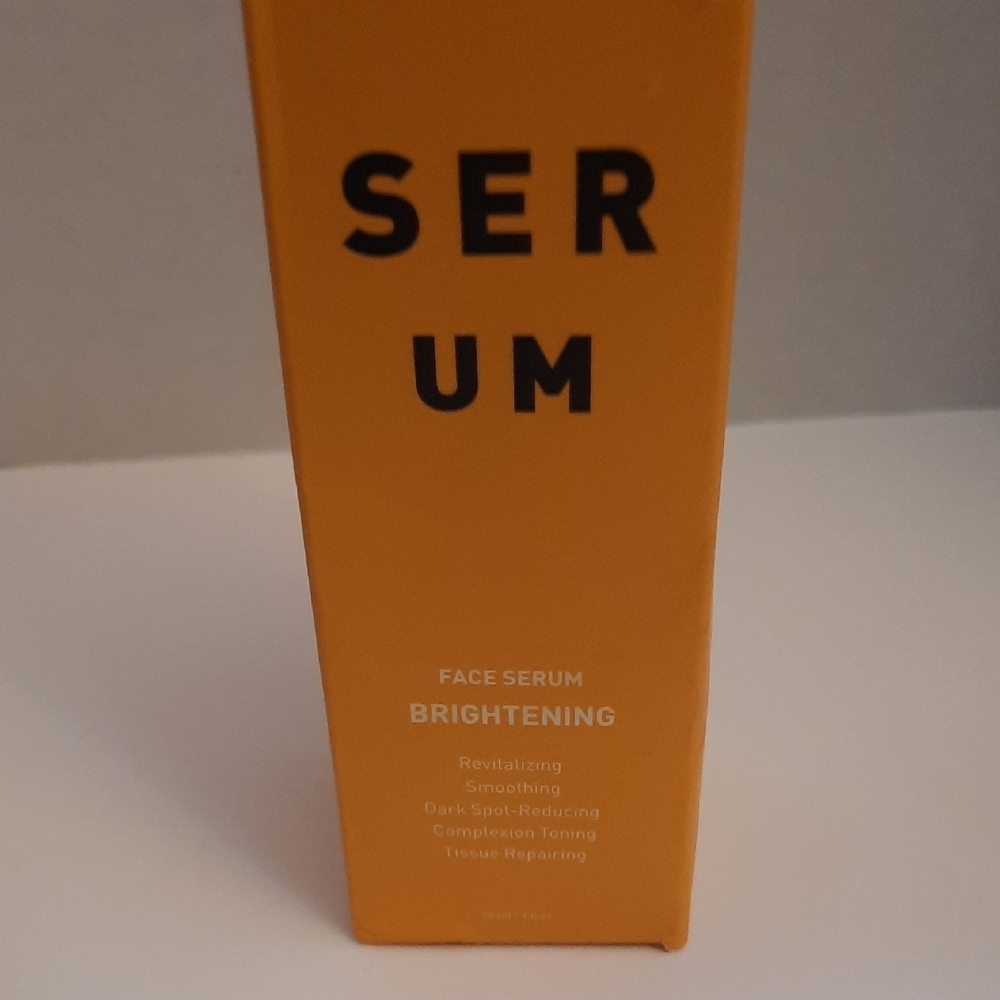 SER
UM
FACE SERUM
BRIGHTENING
Revitalizing
Smoothing
Dark Spot-Reducing
Complexion Toning
Tissue Repairing